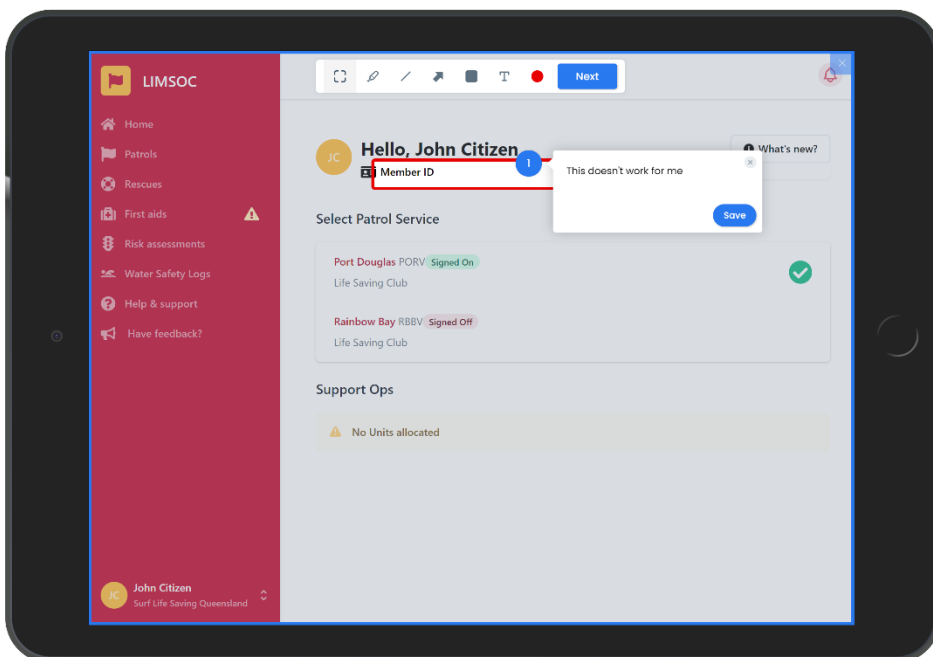 LIMSOC
Home
Patrols
Rescues
First aids
Risk assessments
Water Safety Logs
Help & support
Have feedback?
John Citizen
JC
Surf Life Saving Queensland
T
Next
JC
Hello, John Citizen
Member ID
1
What's new?
This doesn't work for me
Save
Select Patrol Service
Port Douglas PORV Signed On
Life Saving Club
Rainbow Bay RBBV Signed Off
Life Saving Club
Support Ops
No Units allocated